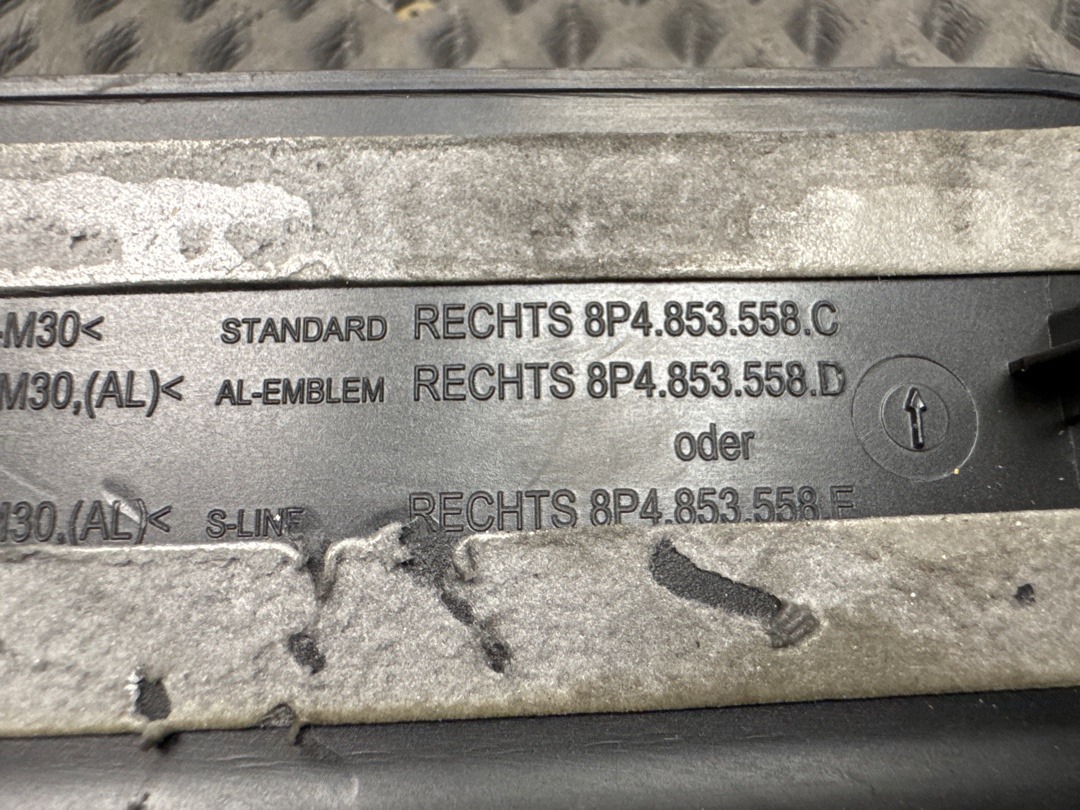 -M30< STANDARD RECHTS 8P4.853.558.C
M30,(AL)< AL-EMBLEM RECHTS 8P4.853.558.D
oder
M30,(AL)< S-LINE RECHTS 8P4.853.558.E